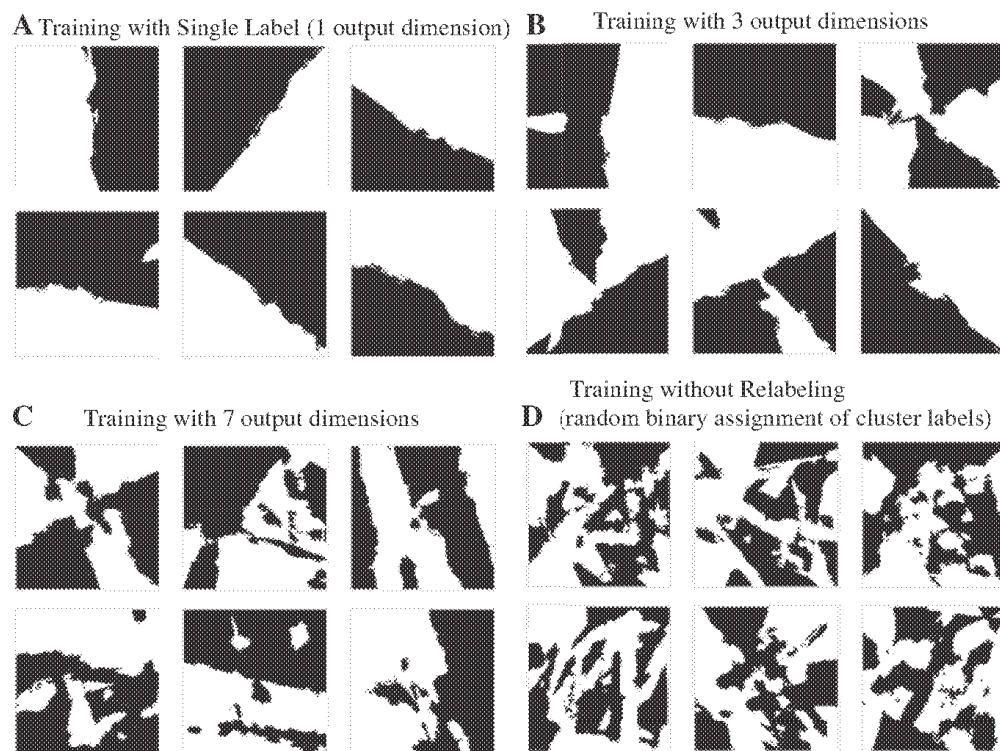 A Training with Single Label (1 output dimension)
B Training with 3 output dimensions
C Training with 7 output dimensions
D Training without Relabeling
(random binary assignment of cluster labels)